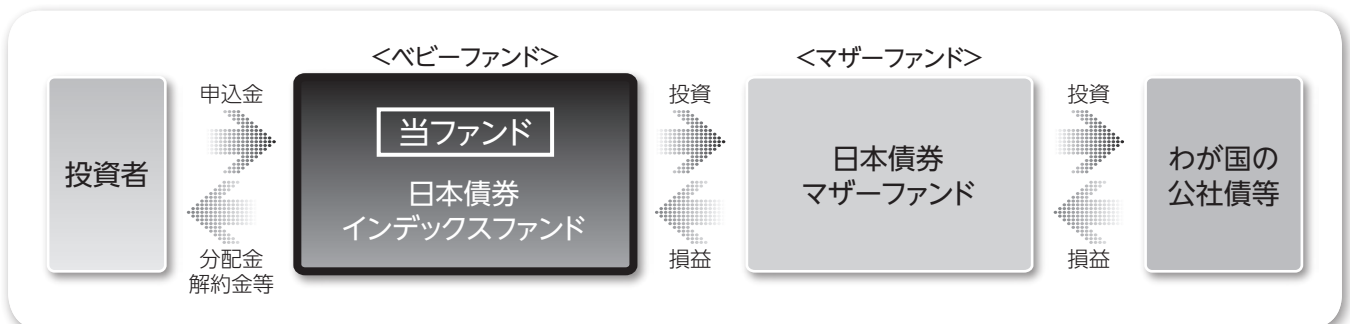 <ベビーファンド>
<マザーファンド>
投資者
申込金
分配金
解約金等
当ファンド
日本債券
インデックスファンド
投資
損益
日本債券
マザーファンド
投資
損益
わが国の
公社債等